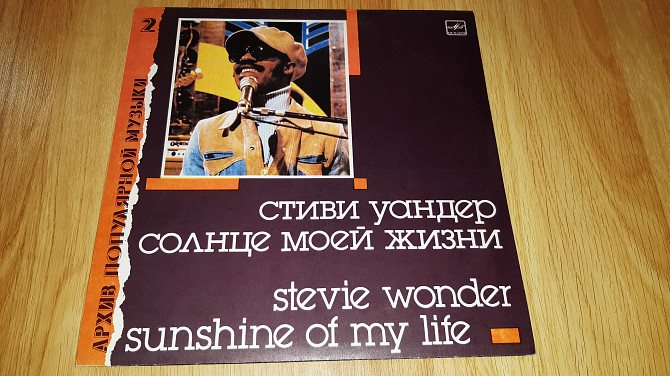 2
АРХИВ ПОПУЛЯРНОЙ МУЗЫКИ
стиви уандер
солнце моей жизни
stevie wonder
sunshine of my life